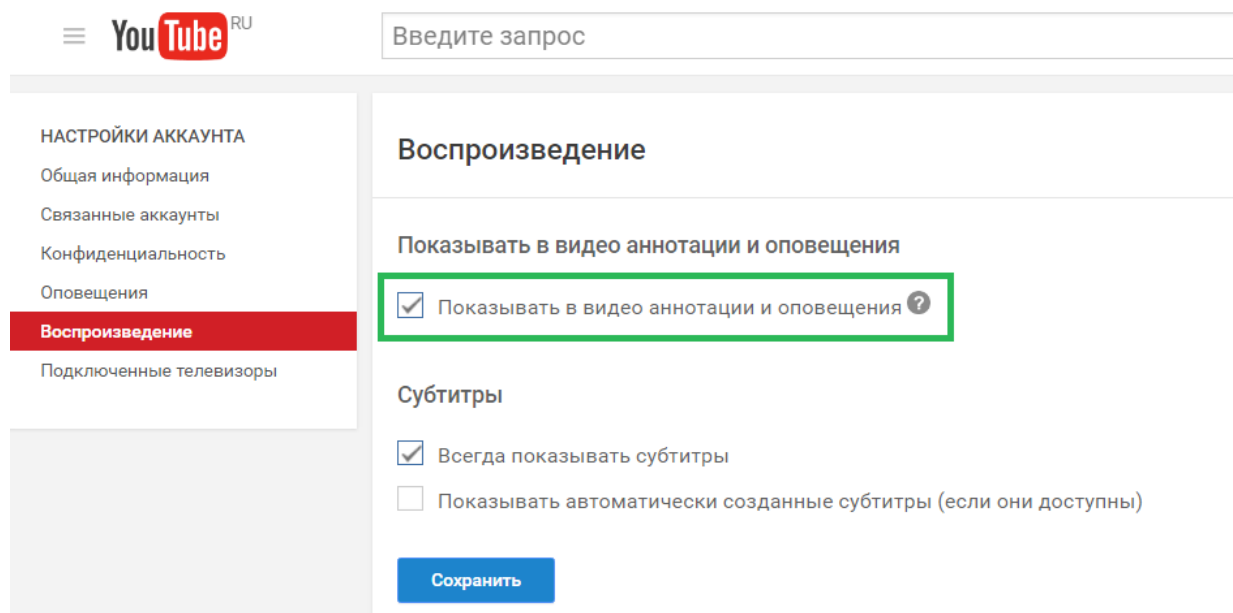 YouTube RU
Введите запрос
НАСТРОЙКИ АККАУНТА
Общая информация
Связанные аккаунты
Конфиденциальность
Оповещения
Воспроизведение
Подключенные телевизоры
Воспроизведение
Показывать в видео аннотации и оповещения
Показывать в видео аннотации и оповещения ?
Субтитры
Всегда показывать субтитры
Показывать автоматически созданные субтитры (если они доступны)
Сохранить